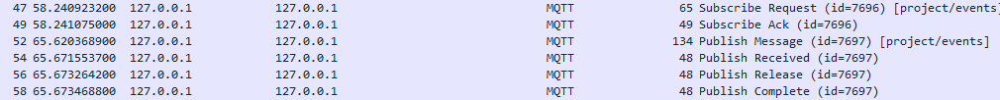 47 58.240923200 127.0.0.1 127.0.0.1 MQTT 65 Subscribe Request (id=7696) [project/events]
49 58.241075000 127.0.0.1 127.0.0.1 MQTT 49 Subscribe Ack (id=7696)
52 65.620368900 127.0.0.1 127.0.0.1 MQTT 134 Publish Message (id=7697) [project/events]
54 65.671553700 127.0.0.1 127.0.0.1 MQTT 48 Publish Received (id=7697)
56 65.673264200 127.0.0.1 127.0.0.1 MQTT 48 Publish Release (id=7697)
58 65.673468800 127.0.0.1 127.0.0.1 MQTT 48 Publish Complete (id=7697)